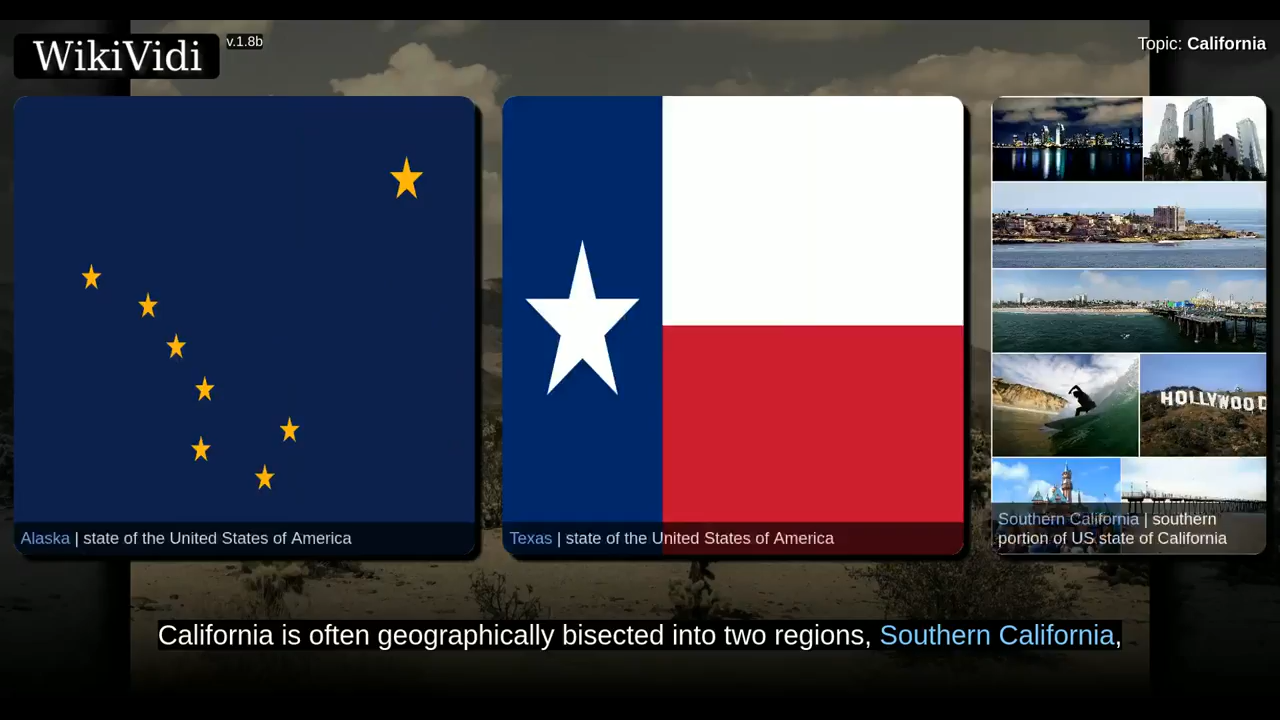 WikiVidi v.1.8b
Topic: California
HOLLYWOOD
Alaska | state of the United States of America
Texas | state of the United States of America
Southern California | southern
portion of US state of California
California is often geographically bisected into two regions, Southern California,